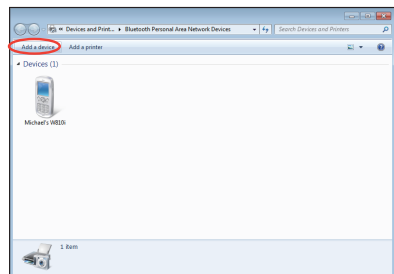 Devices and Print... ▸ Bluetooth Personal Area Network Devices
Search Devices and Printers
Add a device
Add a printer
Devices (1)
Michael's W810i
1 item